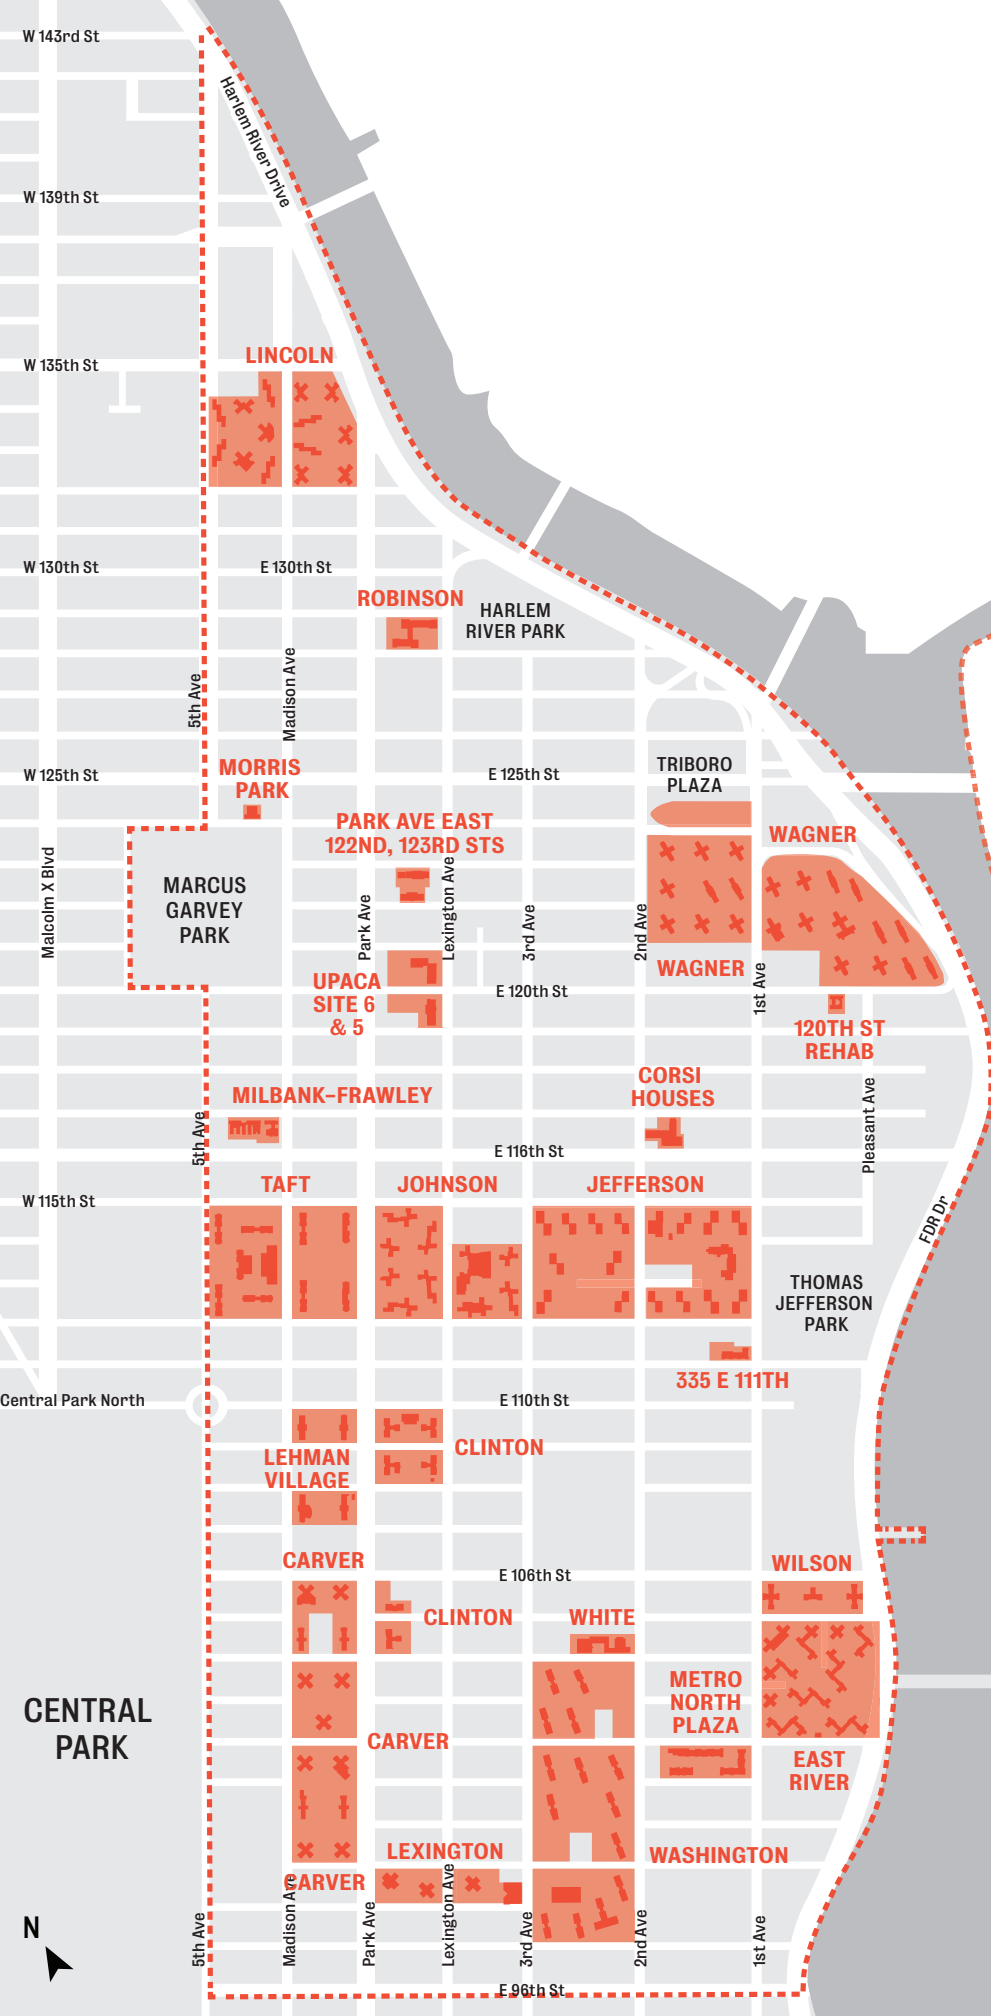 W 143rd St
Harlem River Drive
W 139th St
LINCOLN
W 135th St
W 130th St
E 130th St
ROBINSON
HARLEM
RIVER PARK
5th Ave
Madison Ave
MORRIS
PARK
W 125th St
E 125th St
TRIBORO
PLAZA
PARK AVE EAST
122ND, 123RD STS
WAGNER
Malcolm X Blvd
MARCUS
GARVEY
PARK
Park Ave
Lexington Ave
3rd Ave
2nd Ave
WAGNER
1st Ave
UPACA
SITE 6
& 5
E 120th St
120TH ST
REHAB
CORSI
HOUSES
MILBANK–FRAWLEY
5th Ave
Pleasant Ave
E 116th St
TAFT
JOHNSON
JEFFERSON
W 115th St
FDR Dr
THOMAS
JEFFERSON
PARK
335 E 111TH
Central Park North
E 110th St
CLINTON
LEHMAN
VILLAGE
CARVER
E 106th St
WILSON
CLINTON
WHITE
METRO
NORTH
PLAZA
CENTRAL
PARK
CARVER
EAST
RIVER
LEXINGTON
WASHINGTON
CARVER
N
5th Ave
Madison Ave
Park Ave
Lexington Ave
3rd Ave
2nd Ave
1st Ave
E 96th St